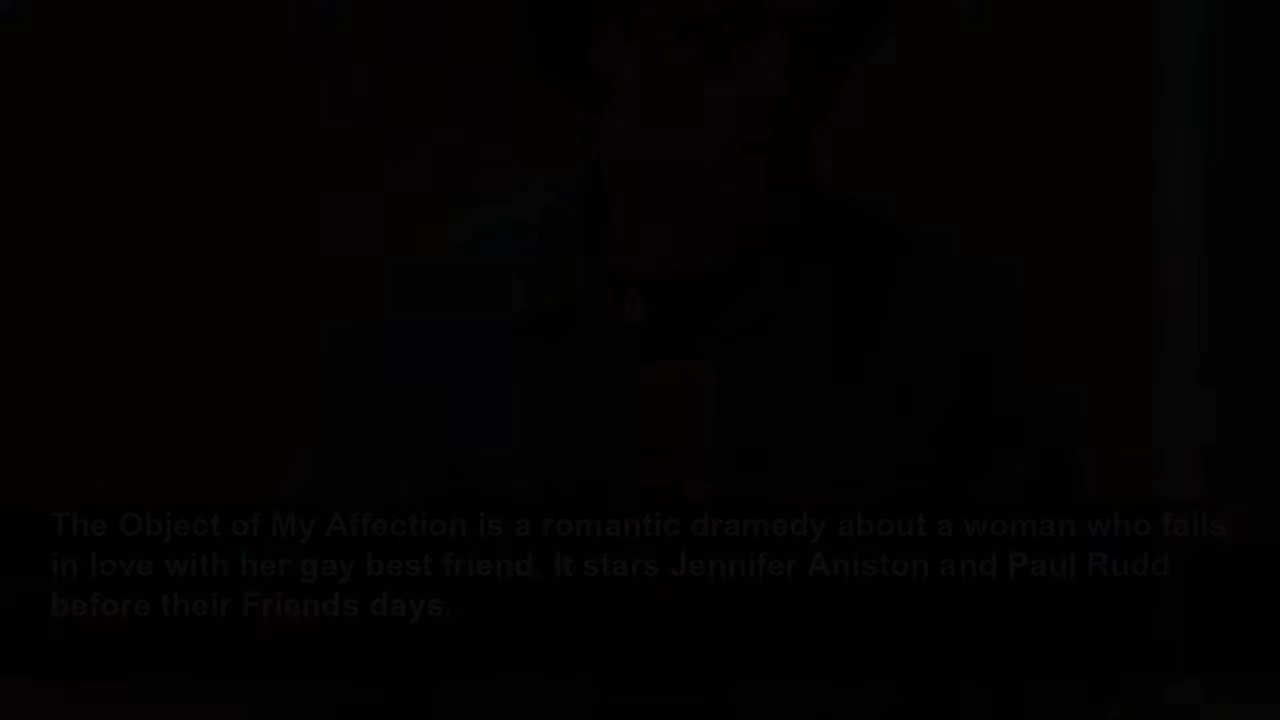 The Object of My Affection is a romantic dramedy about a woman who falls
in love with her gay best friend. It stars Jennifer Aniston and Paul Rudd
before their Friends days.